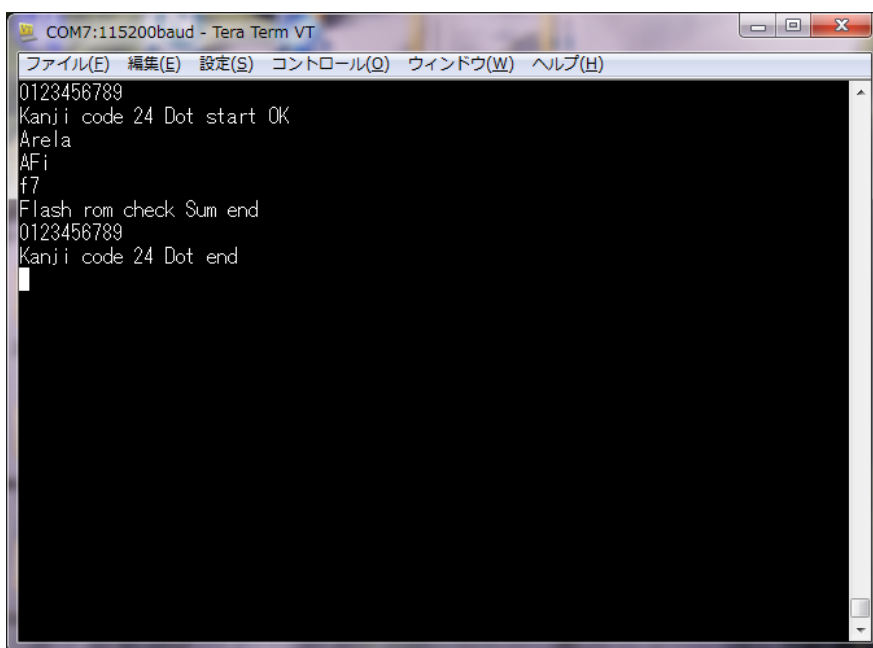 COM7:115200baud - Tera Term VT
ファイル(F) 編集(E) 設定(S) コントロール(O) ウィンドウ(W) ヘルプ(H)
0123456789
Kanji code 24 Dot start OK
Arela
AFi
f7
Flash rom check Sum end
0123456789
Kanji code 24 Dot end